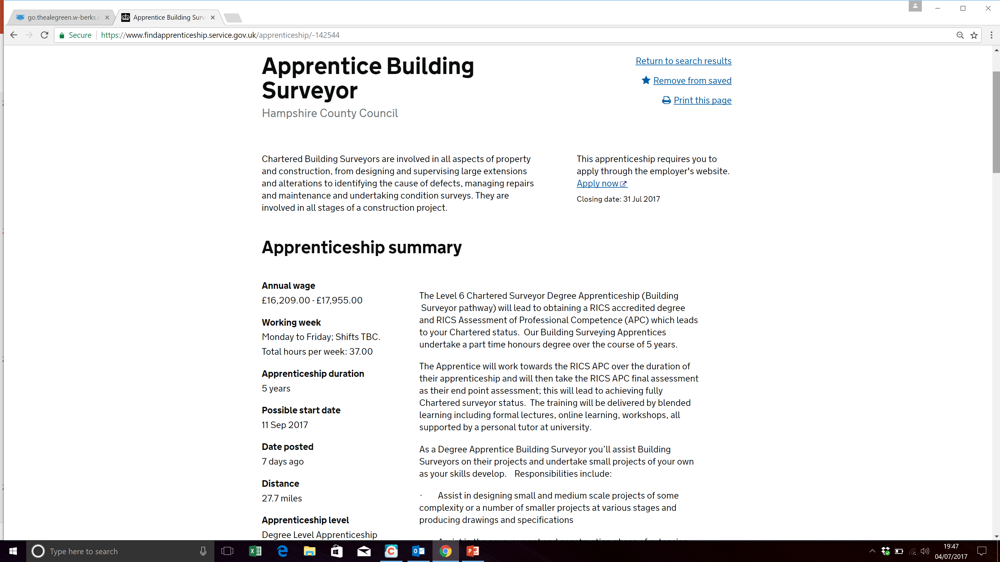 go.thealegreen.w-berks.s
Apprentice Building Surv
Secure
https://www.findapprenticeship.service.gov.uk/apprenticeship/-142544
Apprentice Building
Surveyor
Hampshire County Council
Return to search results
Remove from saved
Print this page
Chartered Building Surveyors are involved in all aspects of property
and construction, from designing and supervising large extensions
and alterations to identifying the cause of defects, managing repairs
and maintenance and undertaking condition surveys. They are
involved in all stages of a construction project.
This apprenticeship requires you to
apply through the employer's website.
Apply now
Closing date: 31 Jul 2017
Apprenticeship summary
Annual wage
£16,209.00 - £17,955.00
Working week
Monday to Friday; Shifts TBC.
Total hours per week: 37.00
Apprenticeship duration
5 years
Possible start date
11 Sep 2017
Date posted
7 days ago
Distance
27.7 miles
Apprenticeship level
Degree Level Apprenticeship
The Level 6 Chartered Surveyor Degree Apprenticeship (Building
Surveyor pathway) will lead to obtaining a RICS accredited degree
and RICS Assessment of Professional Competence (APC) which leads
to your Chartered status. Our Building Surveying Apprentices
undertake a part time honours degree over the course of 5 years.
The Apprentice will work towards the RICS APC over the duration of
their apprenticeship and will then take the RICS APC final assessment
as their end point assessment; this will lead to achieving fully
Chartered surveyor status. The training will be delivered by blended
learning including formal lectures, online learning, workshops, all
supported by a personal tutor at university.
As a Degree Apprentice Building Surveyor you’ll assist Building
Surveyors on their projects and undertake small projects of your own
as your skills develop. Responsibilities include:
· Assist in designing small and medium scale projects of some
complexity or a number of smaller projects at various stages and
producing drawings and specifications
Type here to search
19:47
04/07/2017